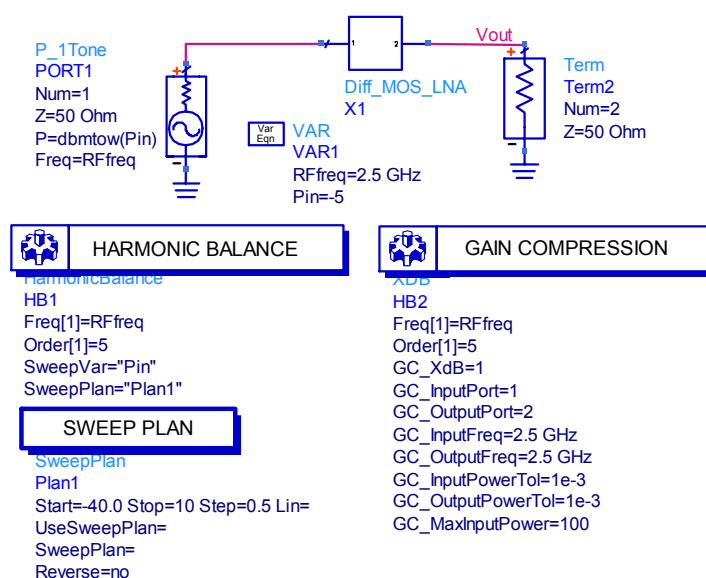 P_1Tone
PORT1
Num=1
Z=50 Ohm
P=dbmtow(Pin)
Freq=RFfreq
+
-
1
2
Diff_MOS_LNA
X1
Vout
+
-
Term
Term2
Num=2
Z=50 Ohm
Var
Eqn
VAR
VAR1
RFfreq=2.5 GHz
Pin=-5
HARMONIC BALANCE
HarmonicBalance
HB1
Freq[1]=RFfreq
Order[1]=5
SweepVar="Pin"
SweepPlan="Plan1"
SWEEP PLAN
SweepPlan
Plan1
Start=-40.0 Stop=10 Step=0.5 Lin=
UseSweepPlan=
SweepPlan=
Reverse=no
GAIN COMPRESSION
XDB
HB2
Freq[1]=RFfreq
Order[1]=5
GC_XdB=1
GC_InputPort=1
GC_OutputPort=2
GC_InputFreq=2.5 GHz
GC_OutputFreq=2.5 GHz
GC_InputPowerTol=1e-3
GC_OutputPowerTol=1e-3
GC_MaxInputPower=100